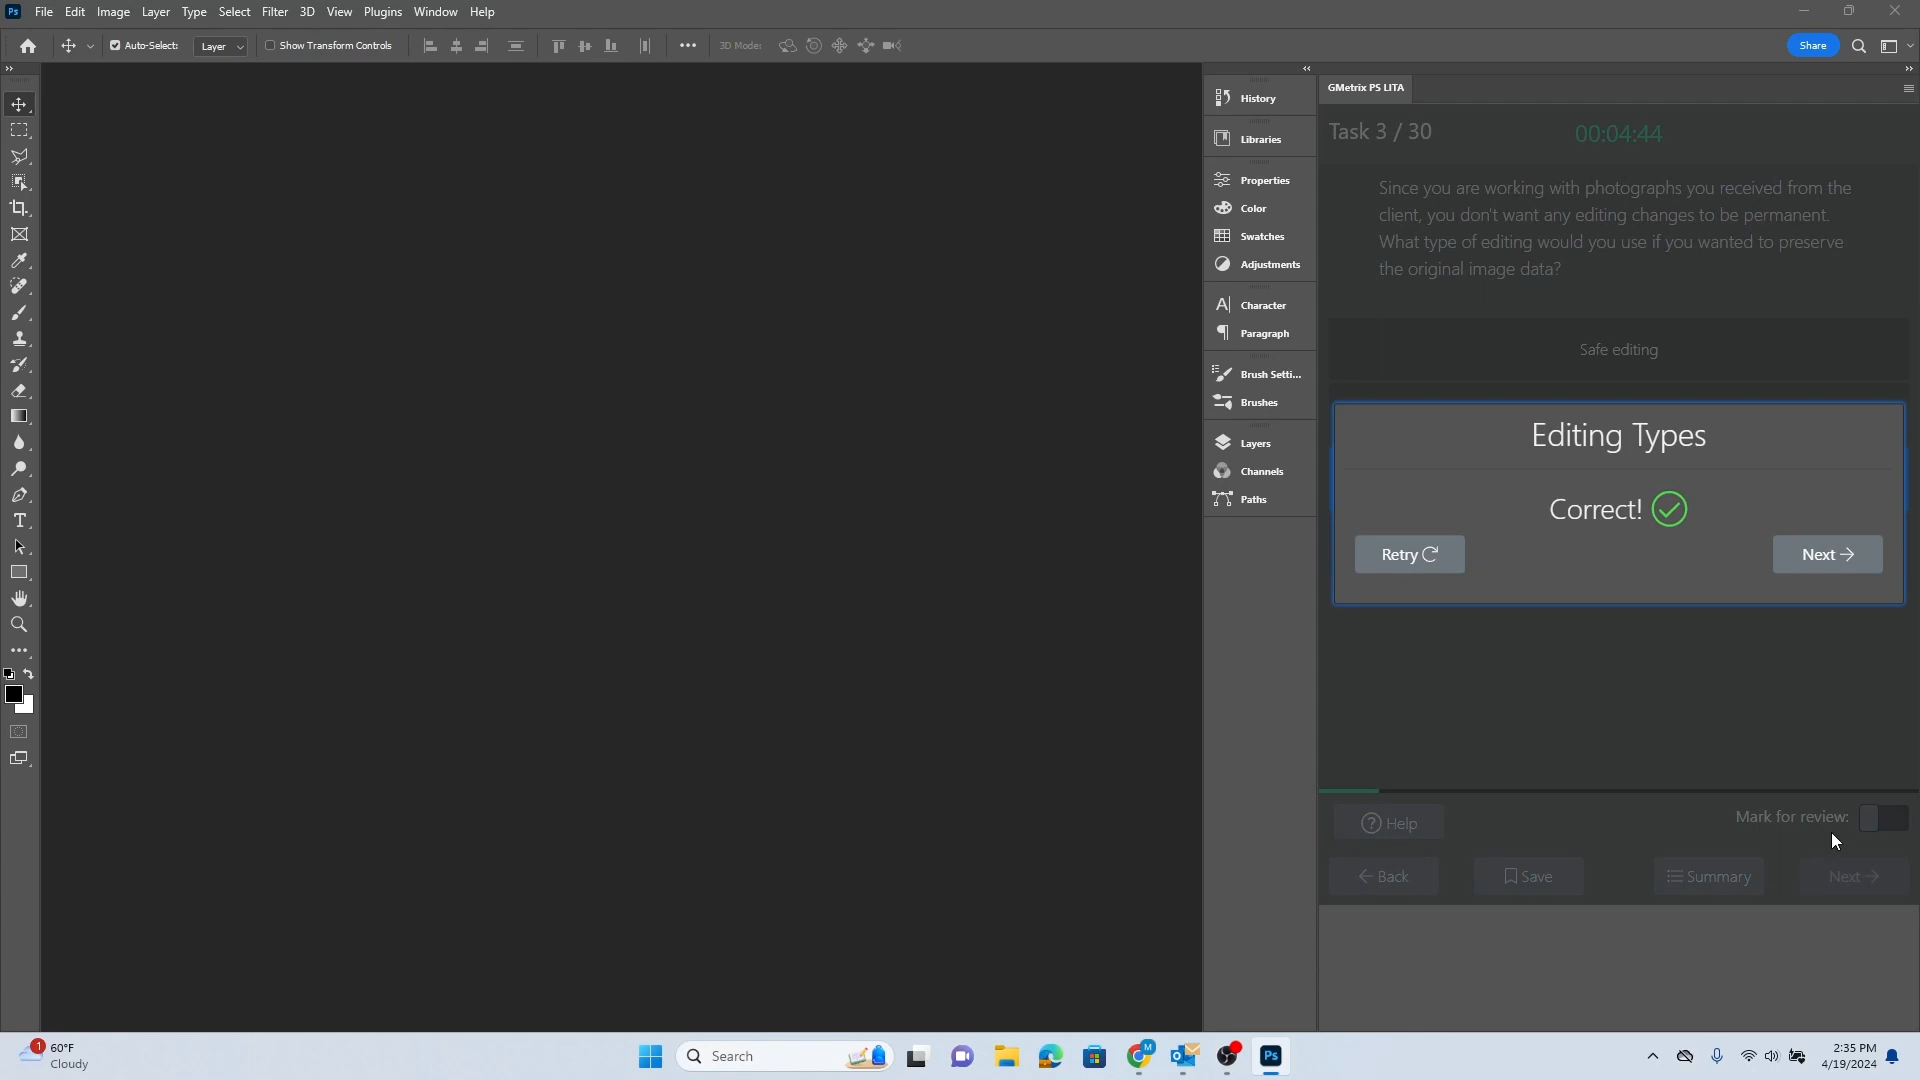 Ps File Edit Image Layer Type Select Filter 3D View Plugins Window Help
Auto-Select: Layer Show Transform Controls 3D Mode: Share
GMetrix PS LITA
History
Libraries
Properties
Color
Swatches
Adjustments
Character
Paragraph
Brush Setti...
Brushes
Layers
Channels
Paths
Task 3 / 30 00:04:44
Since you are working with photographs you received from the
client, you don't want any editing changes to be permanent.
What type of editing would you use if you wanted to preserve
the original image data?
Safe editing
Editing Types
Correct!
Retry Next
Help Mark for review:
Back Save Summary Next
1 60°F
Cloudy
Search
M
Ps
2:35 PM
4/19/2024